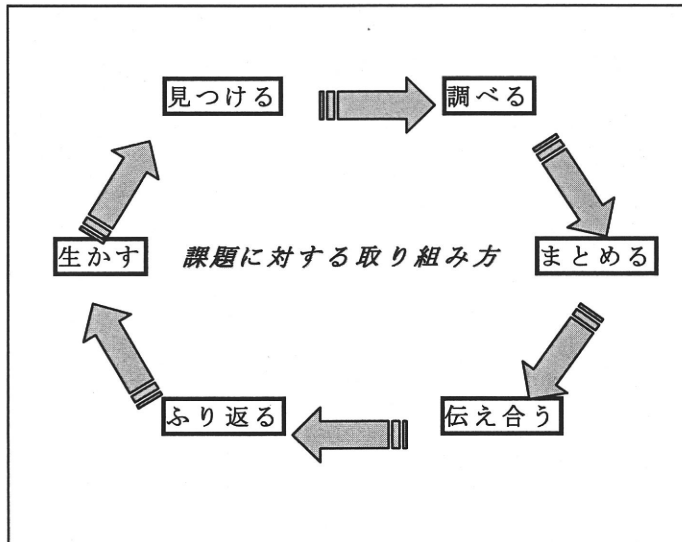 見つける
調べる
生かす
課題に対する取り組み方
まとめる
ふり返る
伝え合う